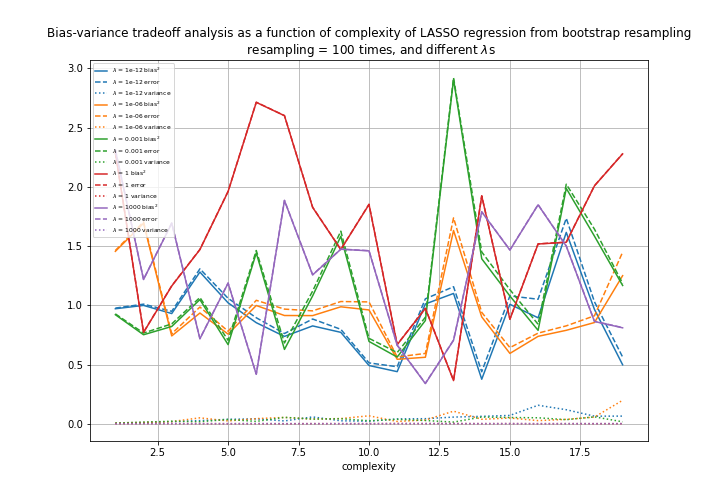 Bias-variance tradeoff analysis as a function of complexity of LASSO regression from bootstrap resampling
resampling = 100 times, and different λs
3.0
2.5
2.0
1.5
1.0
0.5
0.0
λ = 1e-12 bias²
λ = 1e-12 error
λ = 1e-12 variance
λ = 1e-06 bias²
λ = 1e-06 error
λ = 1e-06 variance
λ = 0.001 bias²
λ = 0.001 error
λ = 0.001 variance
λ = 1 bias²
λ = 1 error
λ = 1 variance
λ = 1000 bias²
λ = 1000 error
λ = 1000 variance
2.5 5.0 7.5 10.0 12.5 15.0 17.5
complexity